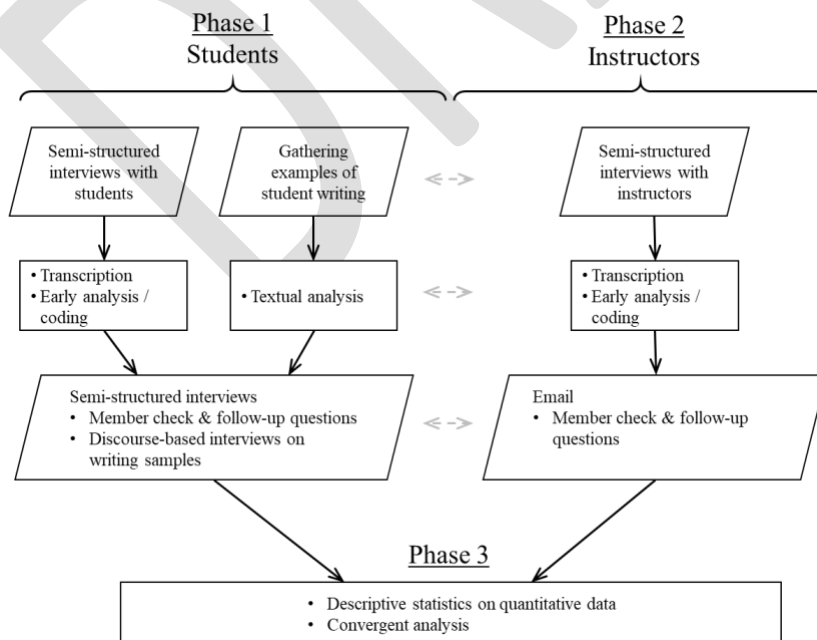 Phase 1
Students
Phase 2
Instructors
Semi-structured
interviews with
students
Gathering
examples of
student writing
Semi-structured
interviews with
instructors
• Transcription
• Early analysis /
coding
• Textual analysis
• Transcription
• Early analysis /
coding
Semi-structured interviews
• Member check & follow-up questions
• Discourse-based interviews on
writing samples
Email
• Member check & follow-up
questions
Phase 3
• Descriptive statistics on quantitative data
• Convergent analysis